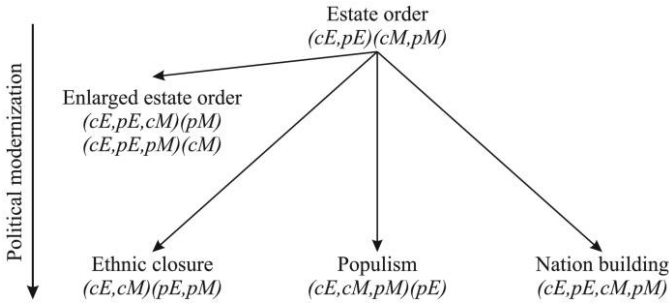 Estate order
(cE,pE)(cM,pM)
Political modernization
Enlarged estate order
(cE,pE,cM)(pM)
(cE,pE,pM)(cM)
Ethnic closure
(cE,cM)(pE,pM)
Populism
(cE,cM,pM)(pE)
Nation building
(cE,pE,cM,pM)